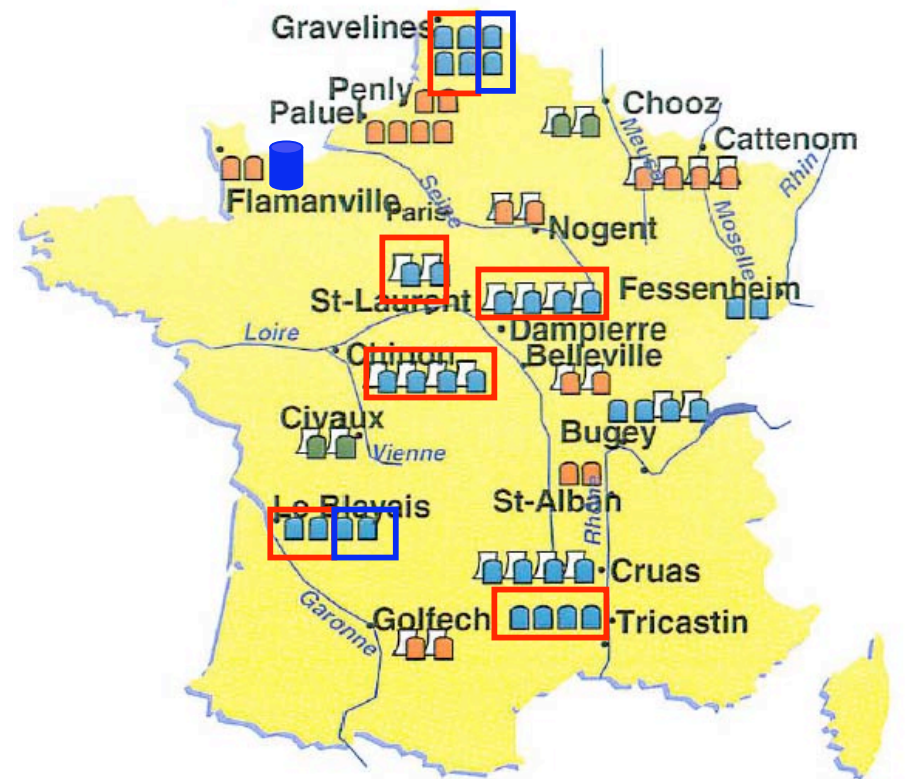 Gravelines
Penly
Paluel
Chooz
Cattenom
Meuse
Rhin
Flamanville
Paris
Seine
Nogent
Moselle
St-Laurent
Fessenheim
Dampierre
Loire
Chinon
Belleville
Civaux
Bugey
Vienne
St-Alban
Le Blayais
Rhône
Cruas
Garonne
Golfech
Tricastin